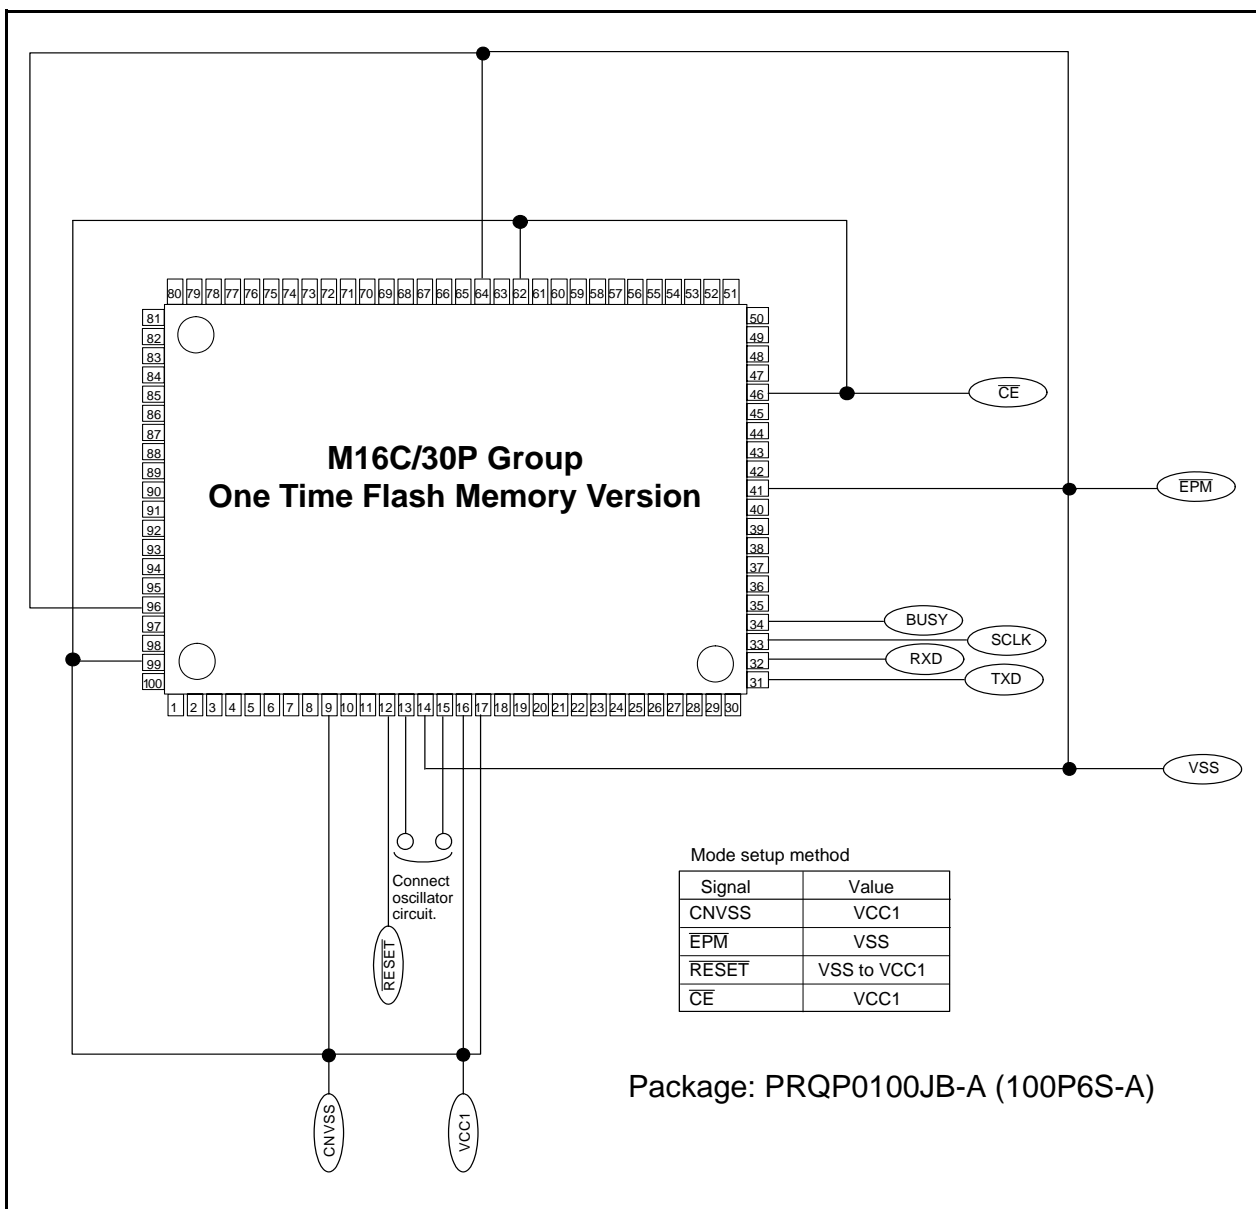 80 79 78 77 76 75 74 73 72 71 70 69 68 67 66 65 64 63 62 61 60 59 58 57 56 55 54 53 52 51
81
82
83
84
85
86
87
88
89
90
91
92
93
94
95
96
97
98
99
100
M16C/30P Group
One Time Flash Memory Version
50
49
48
47
46
45
44
43
42
41
40
39
38
37
36
35
34
33
32
31
CE
EPM
BUSY
SCLK
RXD
TXD
VSS
1 2 3 4 5 6 7 8 9 10 11 12 13 14 15 16 17 18 19 20 21 22 23 24 25 26 27 28 29 30
Connect
oscillator
circuit.
RESET
CNVSS
VCC1
Mode setup method
Signal Value
CNVSS VCC1
EPM VSS
RESET VSS to VCC1
CE VCC1
Package: PRQP0100JB-A (100P6S-A)